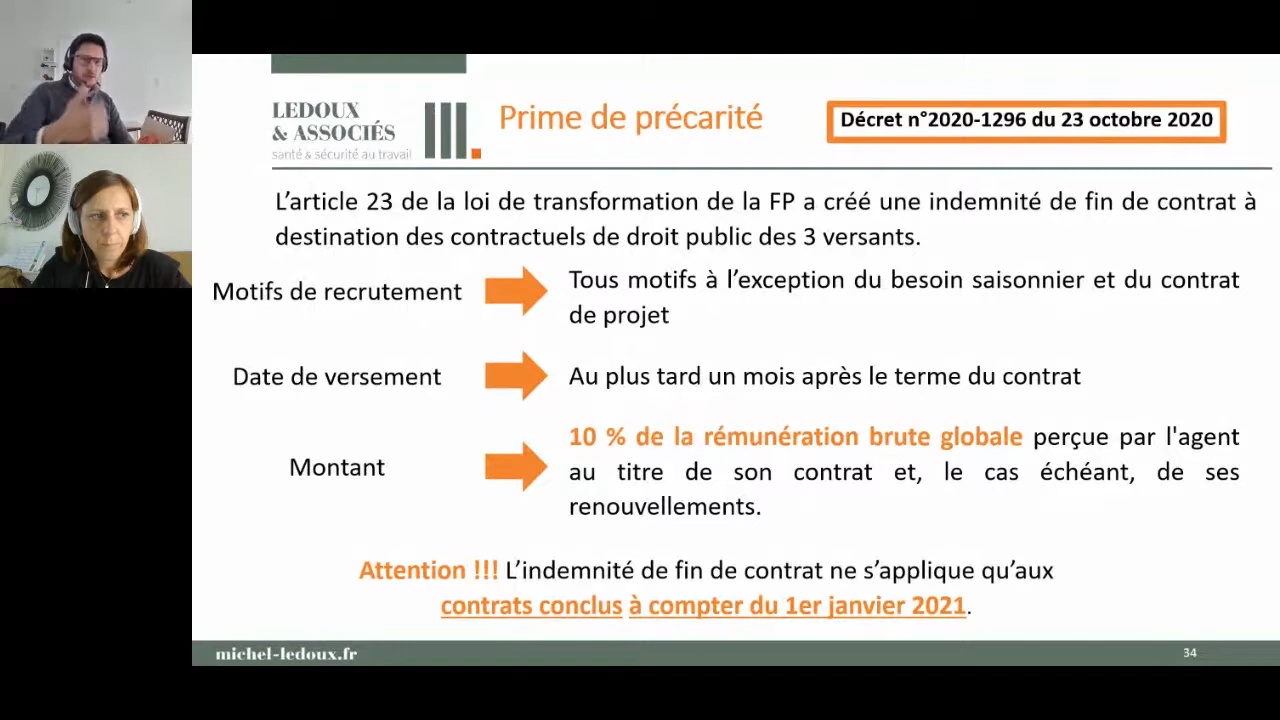 LEDOUX
& ASSOCIÉS
santé & sécurité au travail
Prime de précarité
Décret n°2020-1296 du 23 octobre 2020
L’article 23 de la loi de transformation de la FP a créé une indemnité de fin de contrat à
destination des contractuels de droit public des 3 versants.
Motifs de recrutement
Tous motifs à l’exception du besoin saisonnier et du contrat
de projet
Date de versement
Au plus tard un mois après le terme du contrat
Montant
10 % de la rémunération brute globale perçue par l'agent
au titre de son contrat et, le cas échéant, de ses
renouvellements.
Attention !!! L’indemnité de fin de contrat ne s’applique qu’aux
contrats conclus à compter du 1er janvier 2021.
michel-ledoux.fr
34